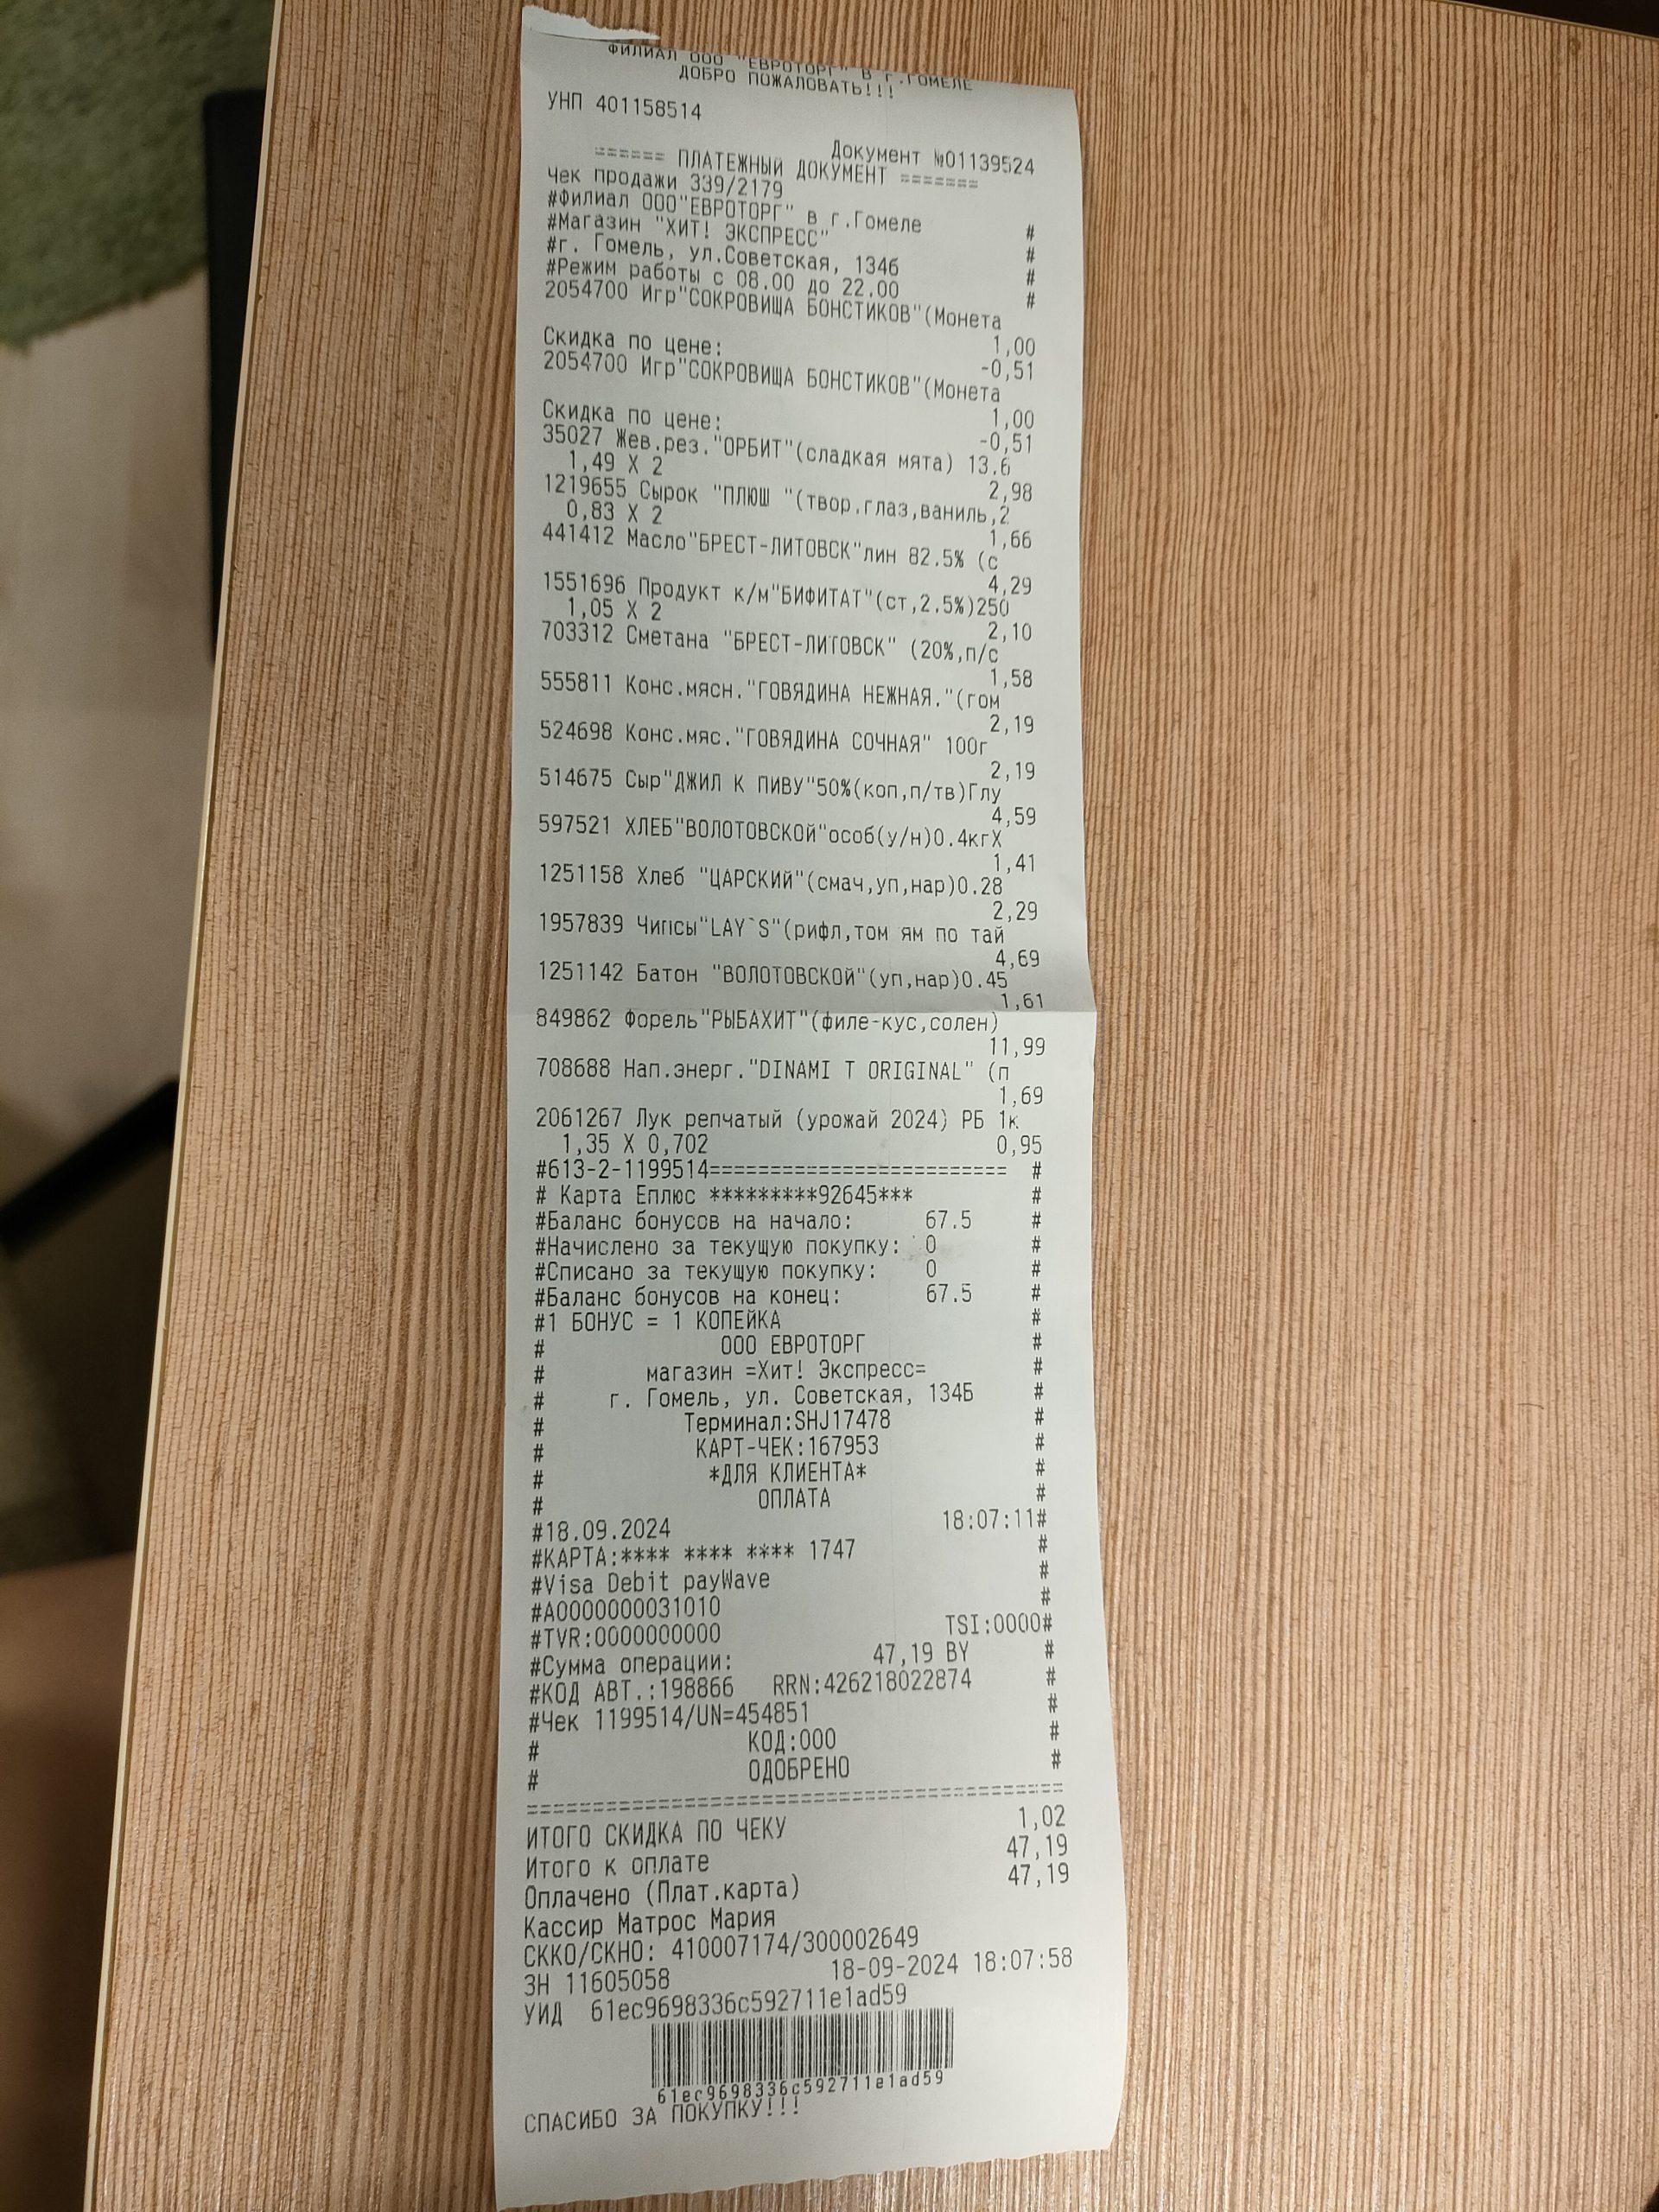 ФИЛИАЛ ООО "ЕВРОТОРГ" В г.ГОМЕЛЕ
ДОБРО ПОЖАЛОВАТЬ!!!
УНП 401158514
Документ №01139524
====== ПЛАТЕЖНЫЙ ДОКУМЕНТ =======
Чек продажи 339/2179
#Филиал ООО"ЕВРОТОРГ" в г.Гомеле #
#Магазин "ХИТ! ЭКСПРЕСС" #
#г. Гомель, ул.Советская, 134б #
#Режим работы с 08.00 до 22.00 #
2054700 Игр"СОКРОВИЩА БОНСТИКОВ"(Монета
1,00
Скидка по цене: -0,51
2054700 Игр"СОКРОВИЩА БОНСТИКОВ"(Монета
1,00
Скидка по цене: -0,51
35027 Жев.рез."ОРБИТ"(сладкая мята) 13.6
1,49 X 2 2,98
1219655 Сырок "ПЛЮШ "(твор.глаз,ваниль,2
0,83 X 2 1,66
441412 Масло"БРЕСТ-ЛИТОВСК"лин 82.5% (с
4,29
1551696 Продукт к/м"БИФИТАТ"(ст,2.5%)250
1,05 X 2 2,10
703312 Сметана "БРЕСТ-ЛИТОВСК" (20%,п/с
1,58
555811 Конс.мясн."ГОВЯДИНА НЕЖНАЯ."(гом
2,19
524698 Конс.мяс."ГОВЯДИНА СОЧНАЯ" 100г
2,19
514675 Сыр"ДЖИЛ К ПИВУ"50%(коп,п/тв)Глу
4,59
597521 ХЛЕБ"ВОЛОТОВСКОЙ"особ(у/н)0.4кгХ
1,41
1251158 Хлеб "ЦАРСКИЙ"(смач,уп,нар)0.28
2,29
1957839 Чипсы"LAY`S"(рифл,том ям по тай
4,69
1251142 Батон "ВОЛОТОВСКОЙ"(уп,нар)0.45
1,61
849862 Форель"РЫБАХИТ"(филе-кус,солен)
11,99
708688 Нап.энерг."DINAMI T ORIGINAL" (п
1,69
2061267 Лук репчатый (урожай 2024) РБ 1к
1,35 X 0,702 0,95
#613-2-1199514========================= #
# Карта Еплюс *********92645*** #
#Баланс бонусов на начало: 67.5 #
#Начислено за текущую покупку: 0 #
#Списано за текущую покупку: 0 #
#Баланс бонусов на конец: 67.5 #
#1 БОНУС = 1 КОПЕЙКА #
# ООО ЕВРОТОРГ #
# магазин =Хит! Экспресс= #
# г. Гомель, ул. Советская, 134Б #
# Терминал:SHJ17478 #
# КАРТ-ЧЕК:167953 #
# *ДЛЯ КЛИЕНТА* #
# ОПЛАТА #
#18.09.2024 18:07:11#
#КАРТА:**** **** **** 1747 #
#Visa Debit payWave #
#A0000000031010 #
#TVR:0000000000 TSI:0000#
#Сумма операции: 47,19 BY #
#КОД АВТ.:198866 RRN:426218022874 #
#Чек 1199514/UN=454851 #
# КОД:000 #
# ОДОБРЕНО #
=========================================
ИТОГО СКИДКА ПО ЧЕКУ 1,02
Итого к оплате 47,19
Оплачено (Плат.карта) 47,19
Кассир Матрос Мария
СККО/СКНО: 410007174/300002649
ЗН 11605058 18-09-2024 18:07:58
УИД 61ec9698336c592711e1ad59
61ec9698336c592711e1ad59
СПАСИБО ЗА ПОКУПКУ!!!